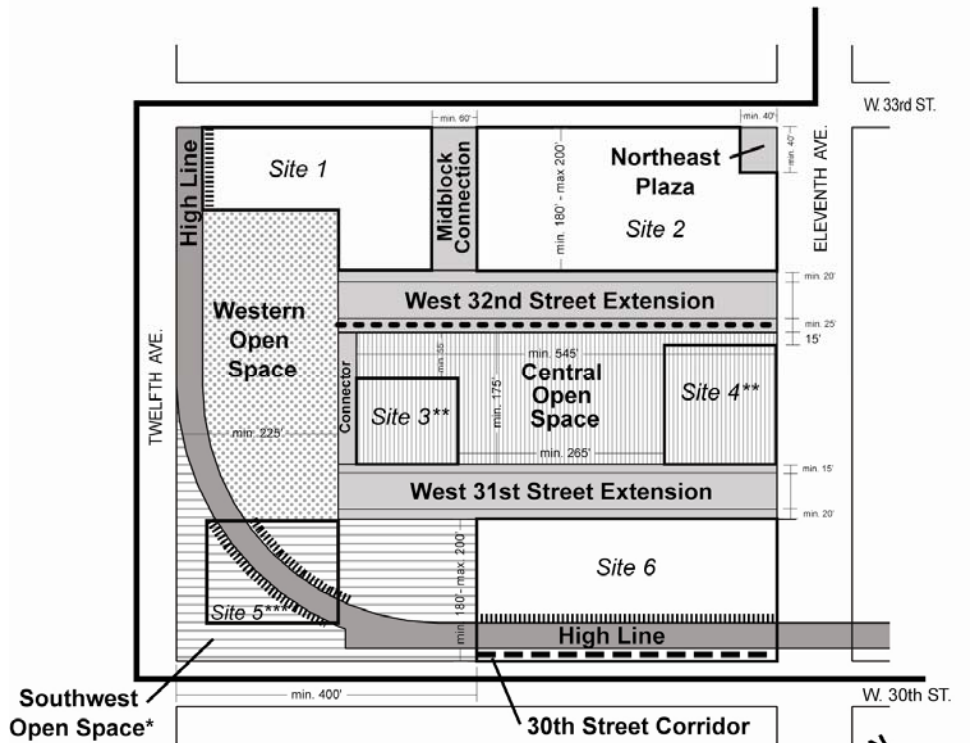 W. 33rd ST.
min. 60'
min. 40'
min. 40'
High Line
Site 1
Midblock
Connection
min. 180' - max 200'
Northeast
Plaza
Site 2
ELEVENTH AVE.
Western
Open
Space
West 32nd Street Extension
min. 20'
min. 25'
15'
TWELFTH AVE.
Connector
min. 55'
min. 545'
min. 175'
Central
Open
Space
Site 3**
Site 4**
min. 225'
min. 265'
West 31st Street Extension
min. 15'
min. 20'
min. 180'- max. 200'
Site 6
Site 5***
High Line
Southwest
Open Space*
min. 400'
30th Street Corridor
W. 30th ST.